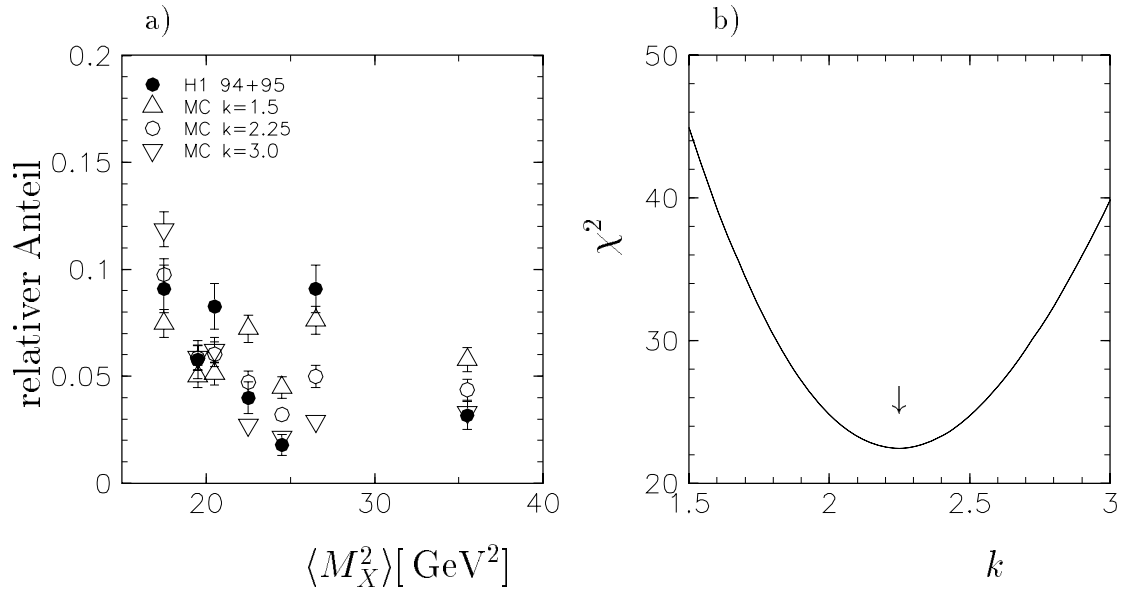 a)
relativer Anteil
0.2
0.15
0.1
0.05
0
H1 94+95
MC k=1.5
MC k=2.25
MC k=3.0
20
30
40
⟨M_X^2⟩[ GeV^2]
b)
χ^2
50
40
30
20
1.5
2
2.5
3
k